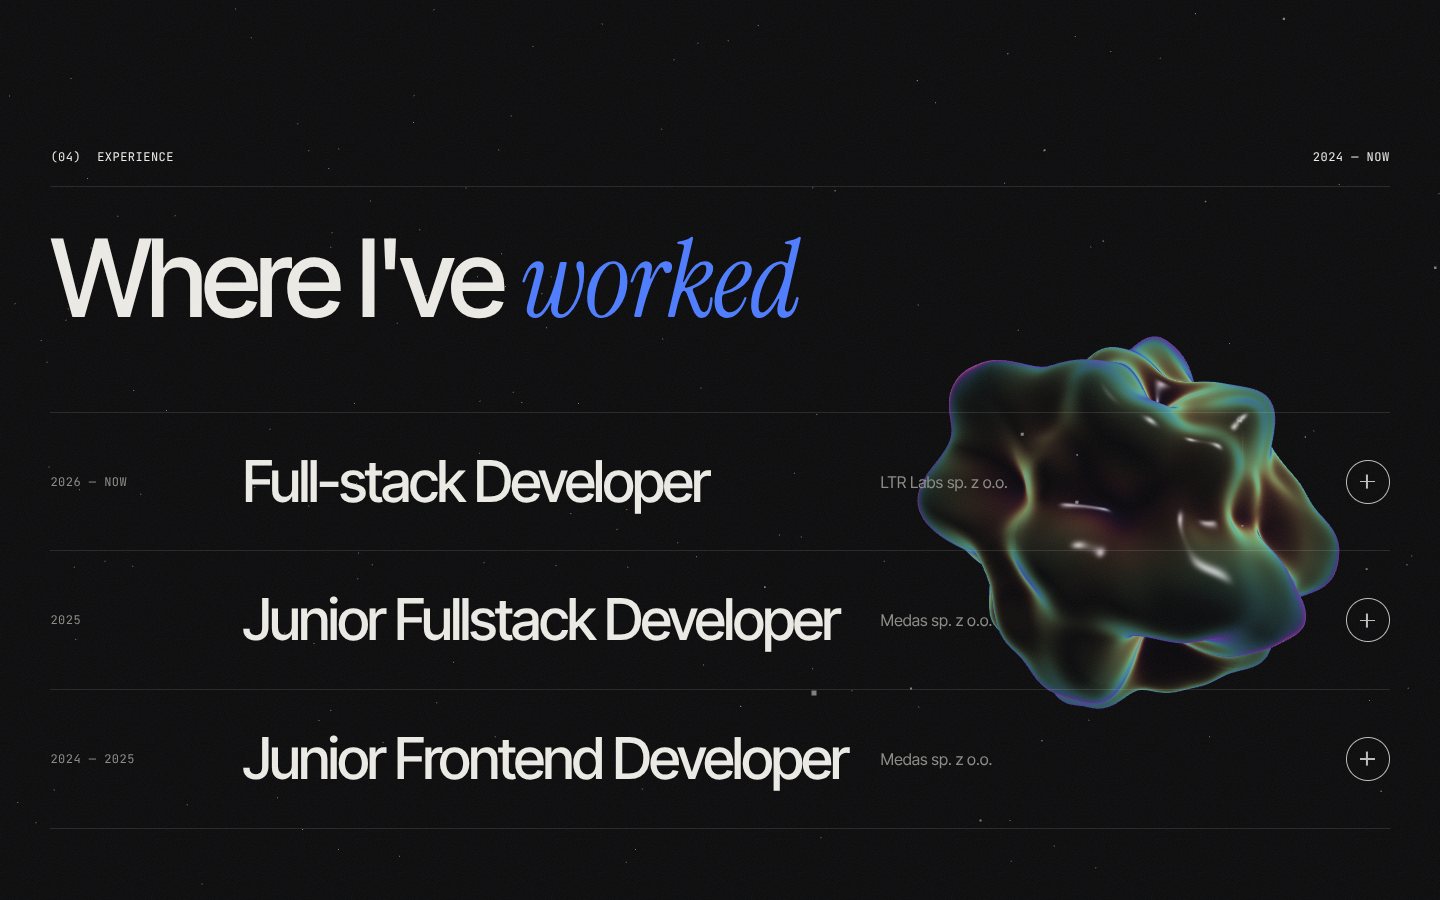 (04) EXPERIENCE
2024 — NOW
Where I've worked
2026 — NOW
Full-stack Developer
LTR Labs sp. z o.o.
2025
Junior Fullstack Developer
Medas sp. z o.o.
2024 — 2025
Junior Frontend Developer
Medas sp. z o.o.